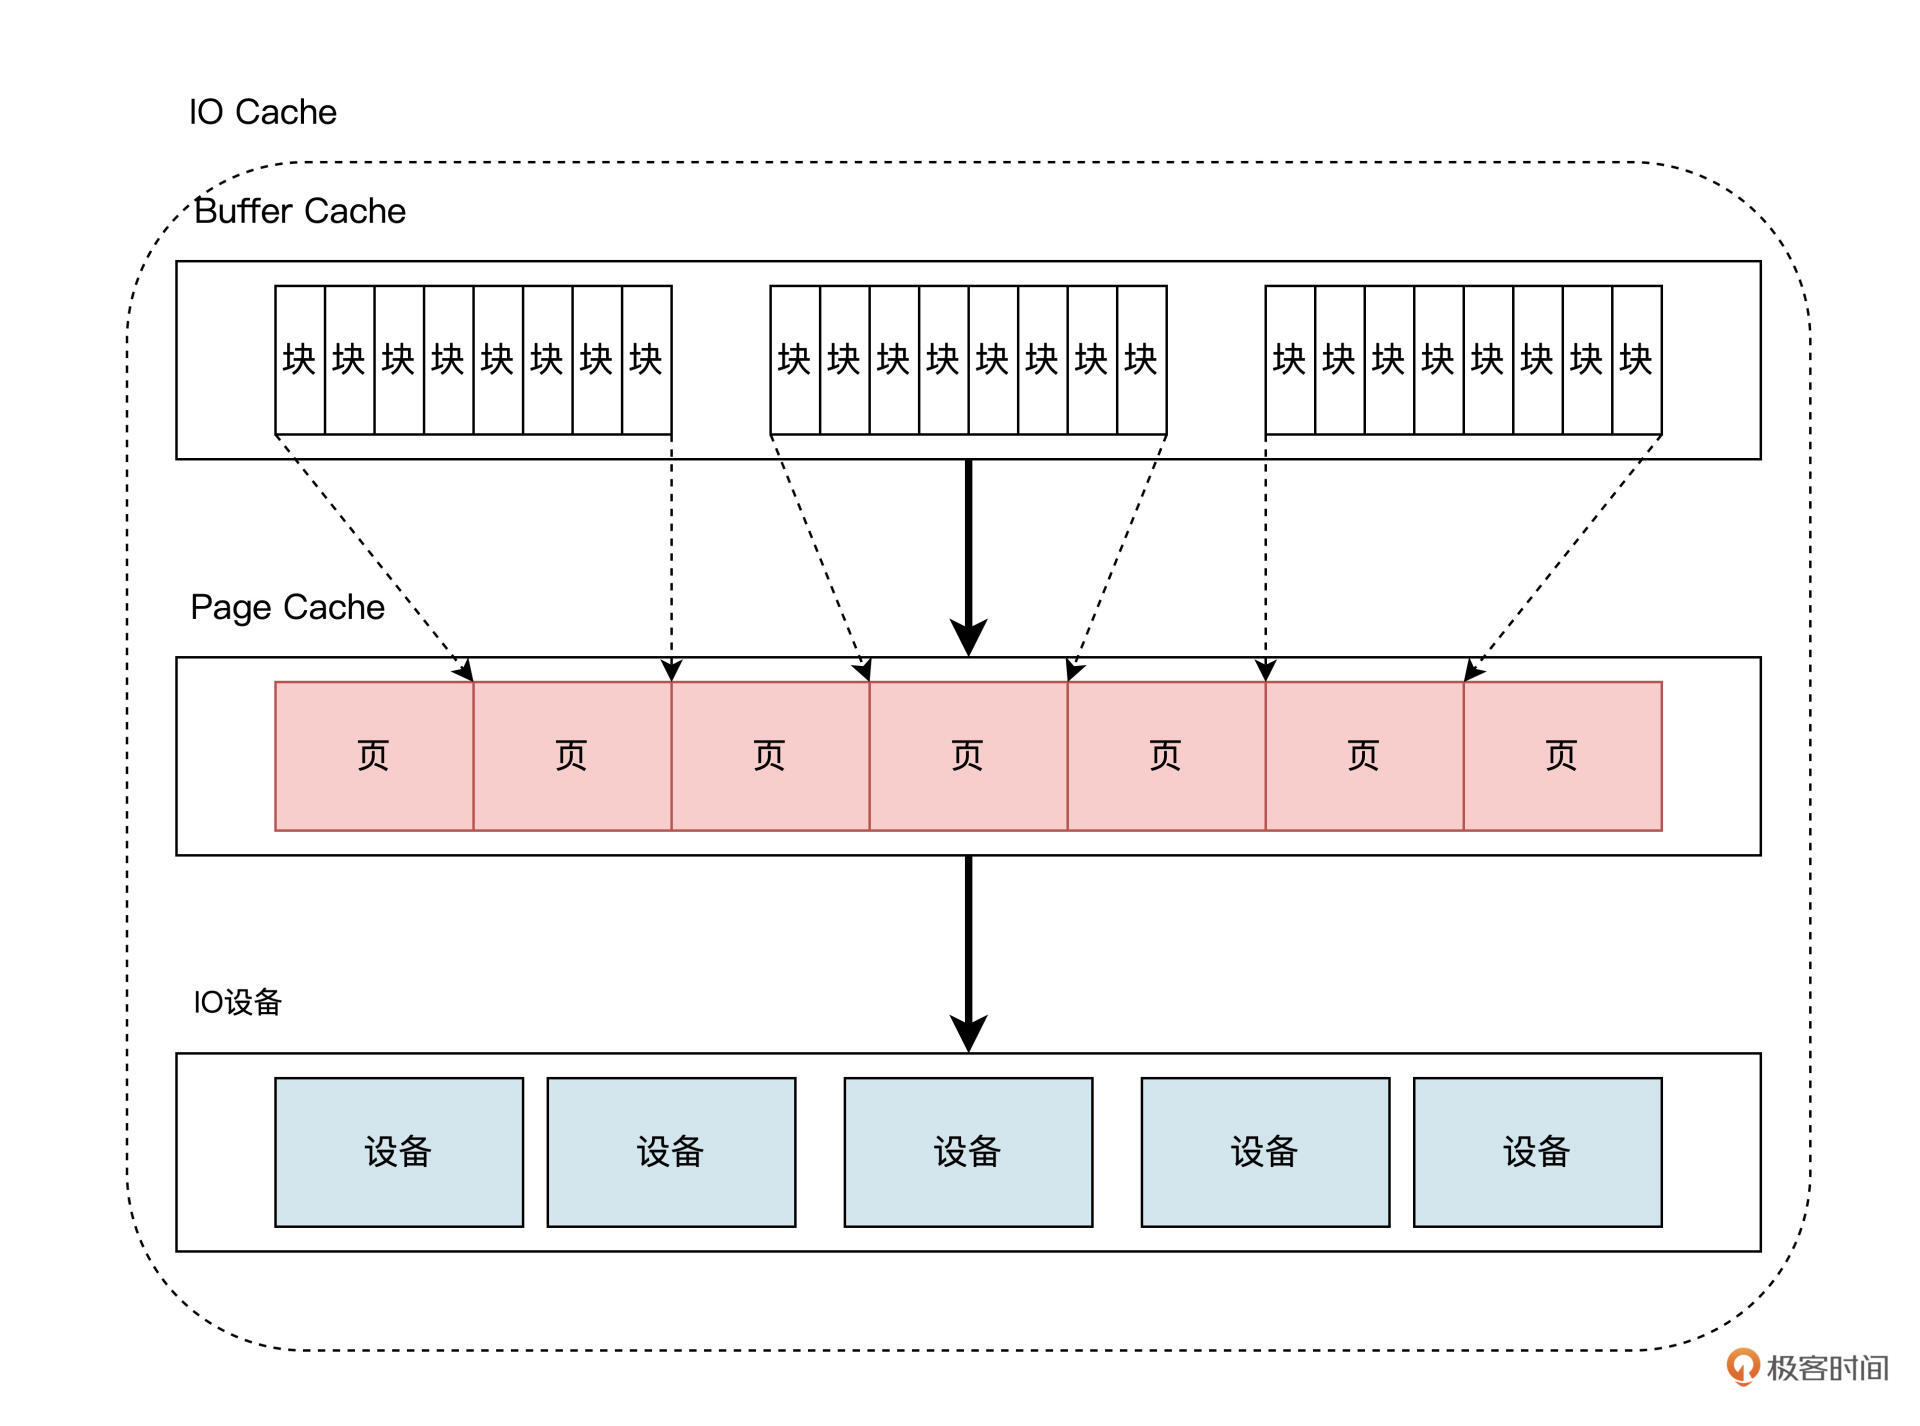 IO Cache
Buffer Cache
块 块 块 块 块 块 块 块 块 块 块 块 块 块 块 块 块 块 块 块 块 块 块 块
Page Cache
页 页 页 页 页 页 页
IO设备
设备 设备 设备 设备 设备
极客时间